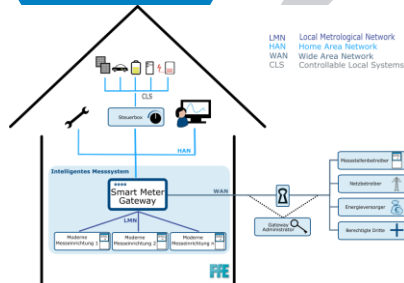 LMN Local Metrological Network
HAN Home Area Network
WAN Wide Area Network
CLS Controllable Local Systems
CLS
Steuerbox
HAN
Intelligentes Messsystem
Smart Meter
Gateway
WAN
LMN
Moderne
Messeinrichtung 1
Moderne
Messeinrichtung 2
Moderne
Messeinrichtung n
Gateway
Administrator
Messstellenbetreiber
Netzbetreiber
Energieversorger
Berechtigte Dritte
FFE